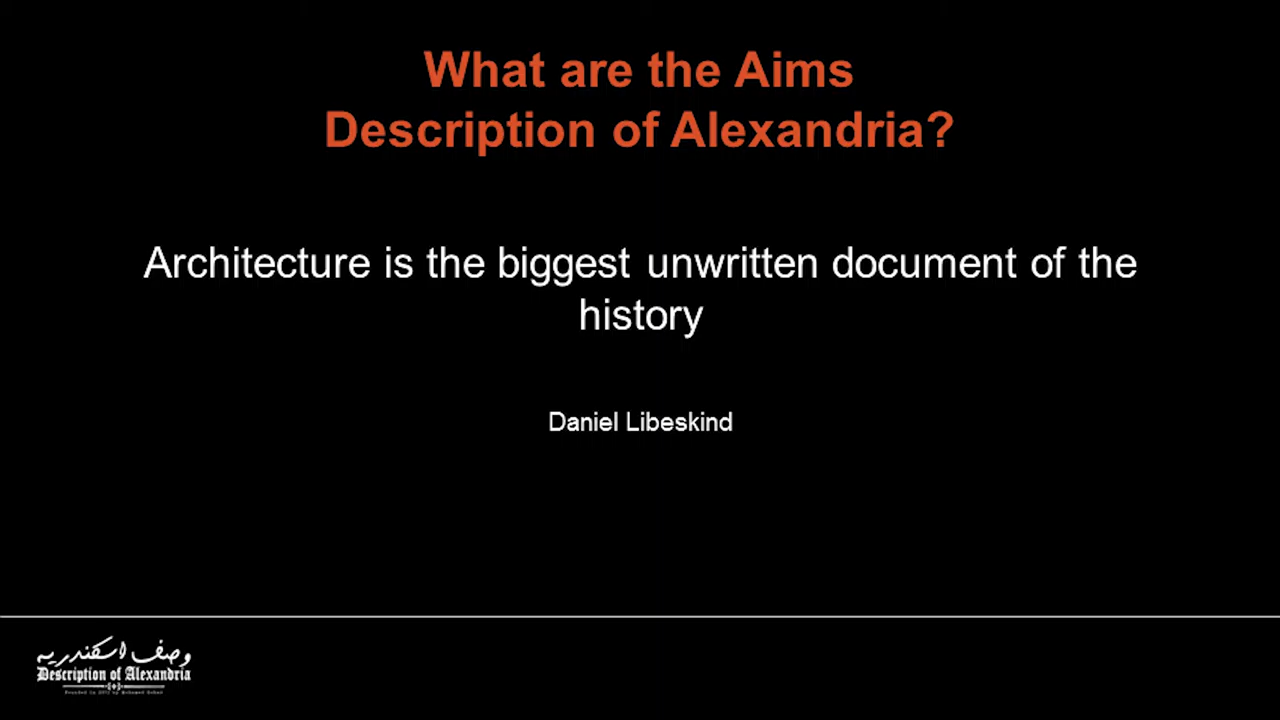 What are the Aims
Description of Alexandria?
Architecture is the biggest unwritten document of the
history
Daniel Libeskind
وصف اسكندريه
Description of Alexandria